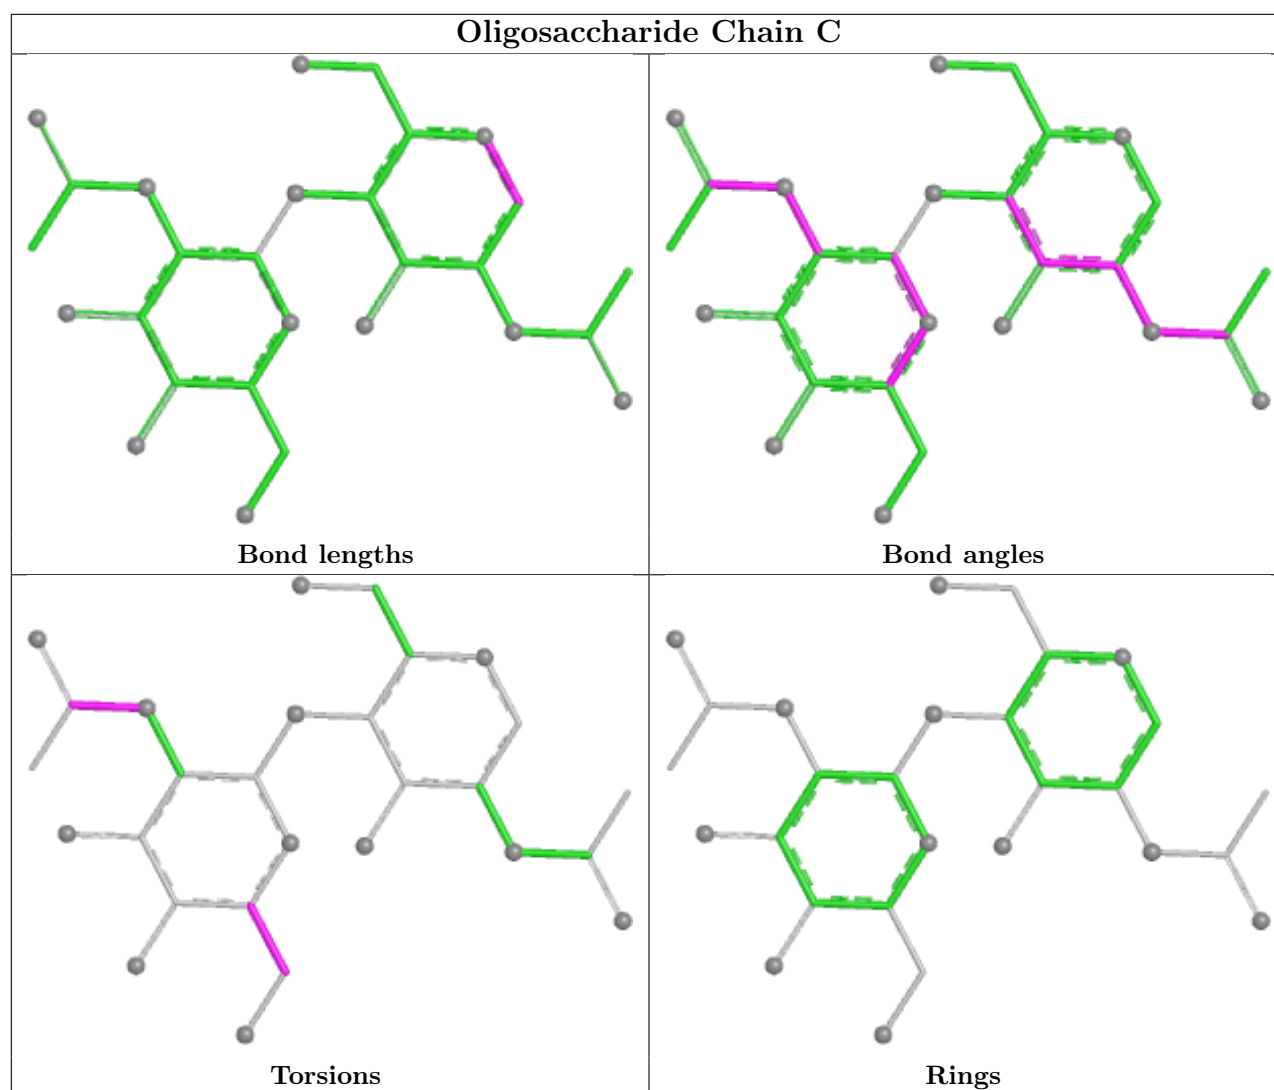 Oligosaccharide Chain C
Bond lengths
Bond angles
Torsions
Rings